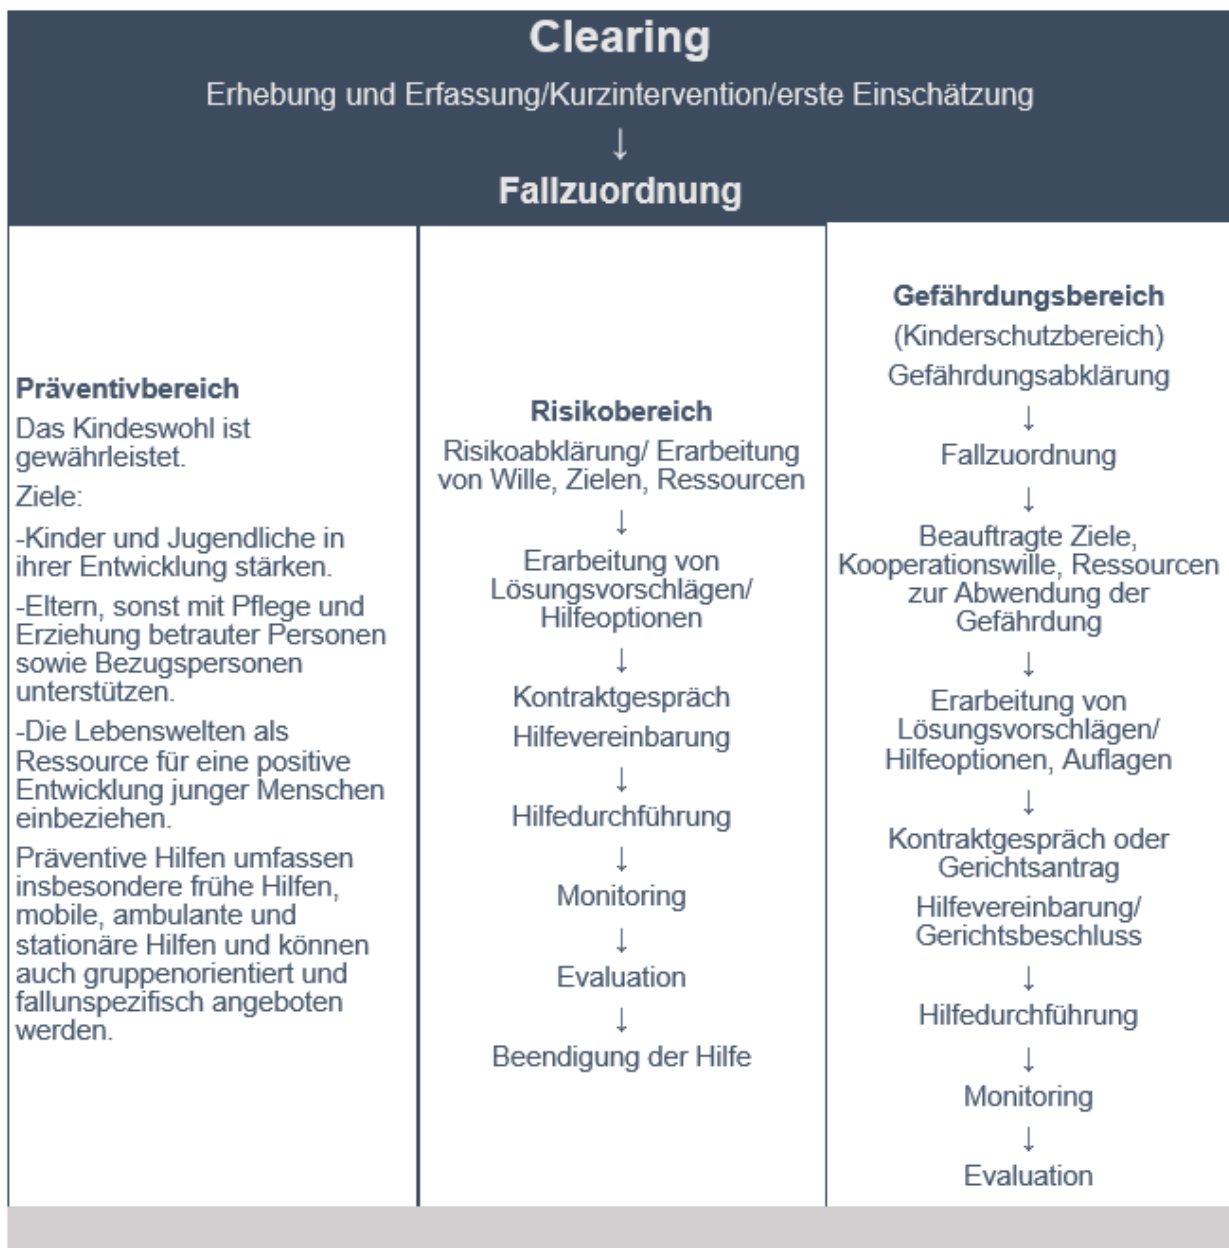 Clearing
Erhebung und Erfassung/Kurzintervention/erste Einschätzung
↓
Fallzuordnung
Präventivbereich
Das Kindeswohl ist
gewährleistet.
Ziele:
-Kinder und Jugendliche in
ihrer Entwicklung stärken.
-Eltern, sonst mit Pflege und
Erziehung betrauter Personen
sowie Bezugspersonen
unterstützen.
-Die Lebenswelten als
Ressource für eine positive
Entwicklung junger Menschen
einbeziehen.
Präventive Hilfen umfassen
insbesondere frühe Hilfen,
mobile, ambulante und
stationäre Hilfen und können
auch gruppenorientiert und
fallunspezifisch angeboten
werden.
Risikobereich
Risikoabklärung/ Erarbeitung
von Wille, Zielen, Ressourcen
↓
Erarbeitung von
Lösungsvorschlägen/
Hilfeoptionen
↓
Kontraktgespräch
Hilfevereinbarung
↓
Hilfedurchführung
↓
Monitoring
↓
Evaluation
↓
Beendigung der Hilfe
Gefährdungsbereich
(Kinderschutzbereich)
Gefährdungsabklärung
↓
Fallzuordnung
↓
Beauftragte Ziele,
Kooperationswille, Ressourcen
zur Abwendung der
Gefährdung
↓
Erarbeitung von
Lösungsvorschlägen/
Hilfeoptionen, Auflagen
↓
Kontraktgespräch oder
Gerichtsantrag
Hilfevereinbarung/
Gerichtsbeschluss
↓
Hilfedurchführung
↓
Monitoring
↓
Evaluation